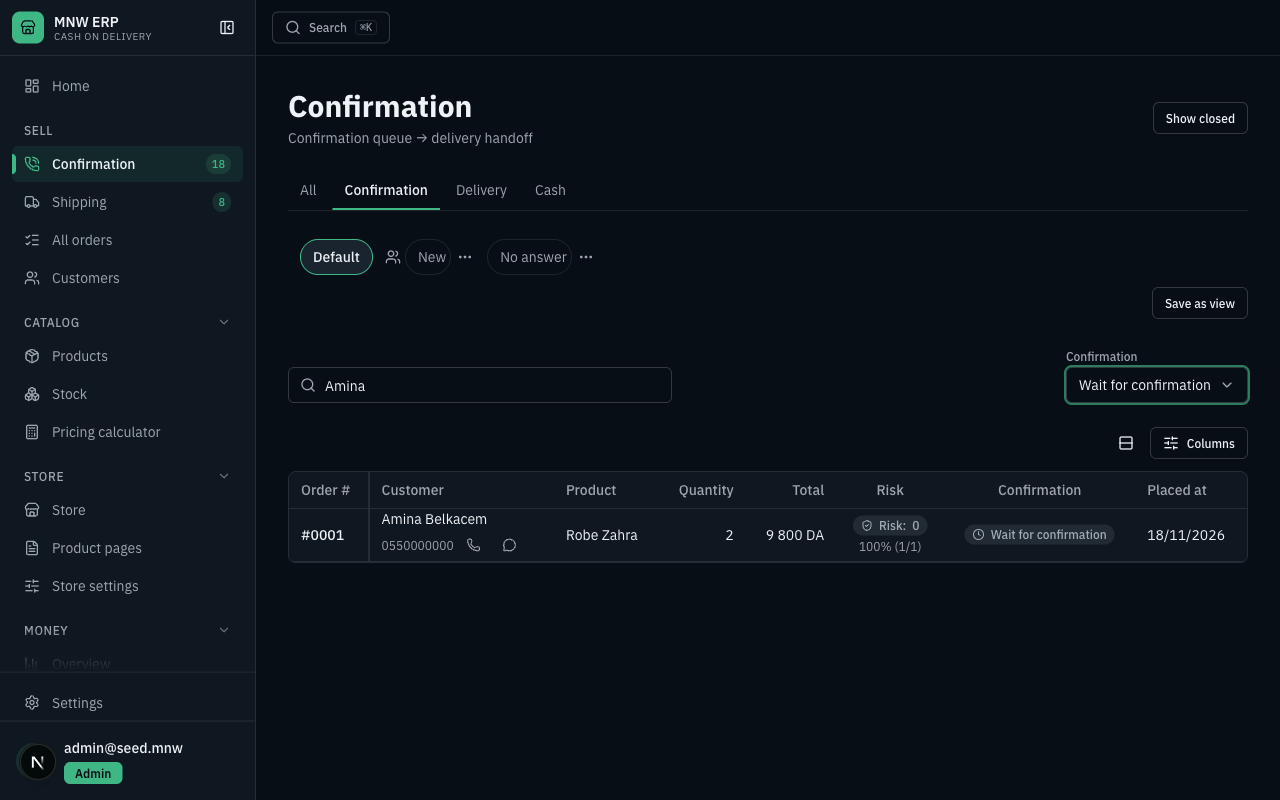 MNW ERP
CASH ON DELIVERY
Search ⌘K
Home
SELL
Confirmation 18
Shipping 8
All orders
Customers
CATALOG
Products
Stock
Pricing calculator
STORE
Store
Product pages
Store settings
MONEY
Overview
Settings
admin@seed.mnw
Admin
Confirmation
Confirmation queue → delivery handoff
Show closed
All Confirmation Delivery Cash
Default New ••• No answer •••
Save as view
Confirmation
Amina Wait for confirmation
Columns
Order # Customer Product Quantity Total Risk Confirmation Placed at
#0001 Amina Belkacem Robe Zahra 2 9 800 DA Risk: 0 Wait for confirmation 18/11/2026
0550000000 100% (1/1)